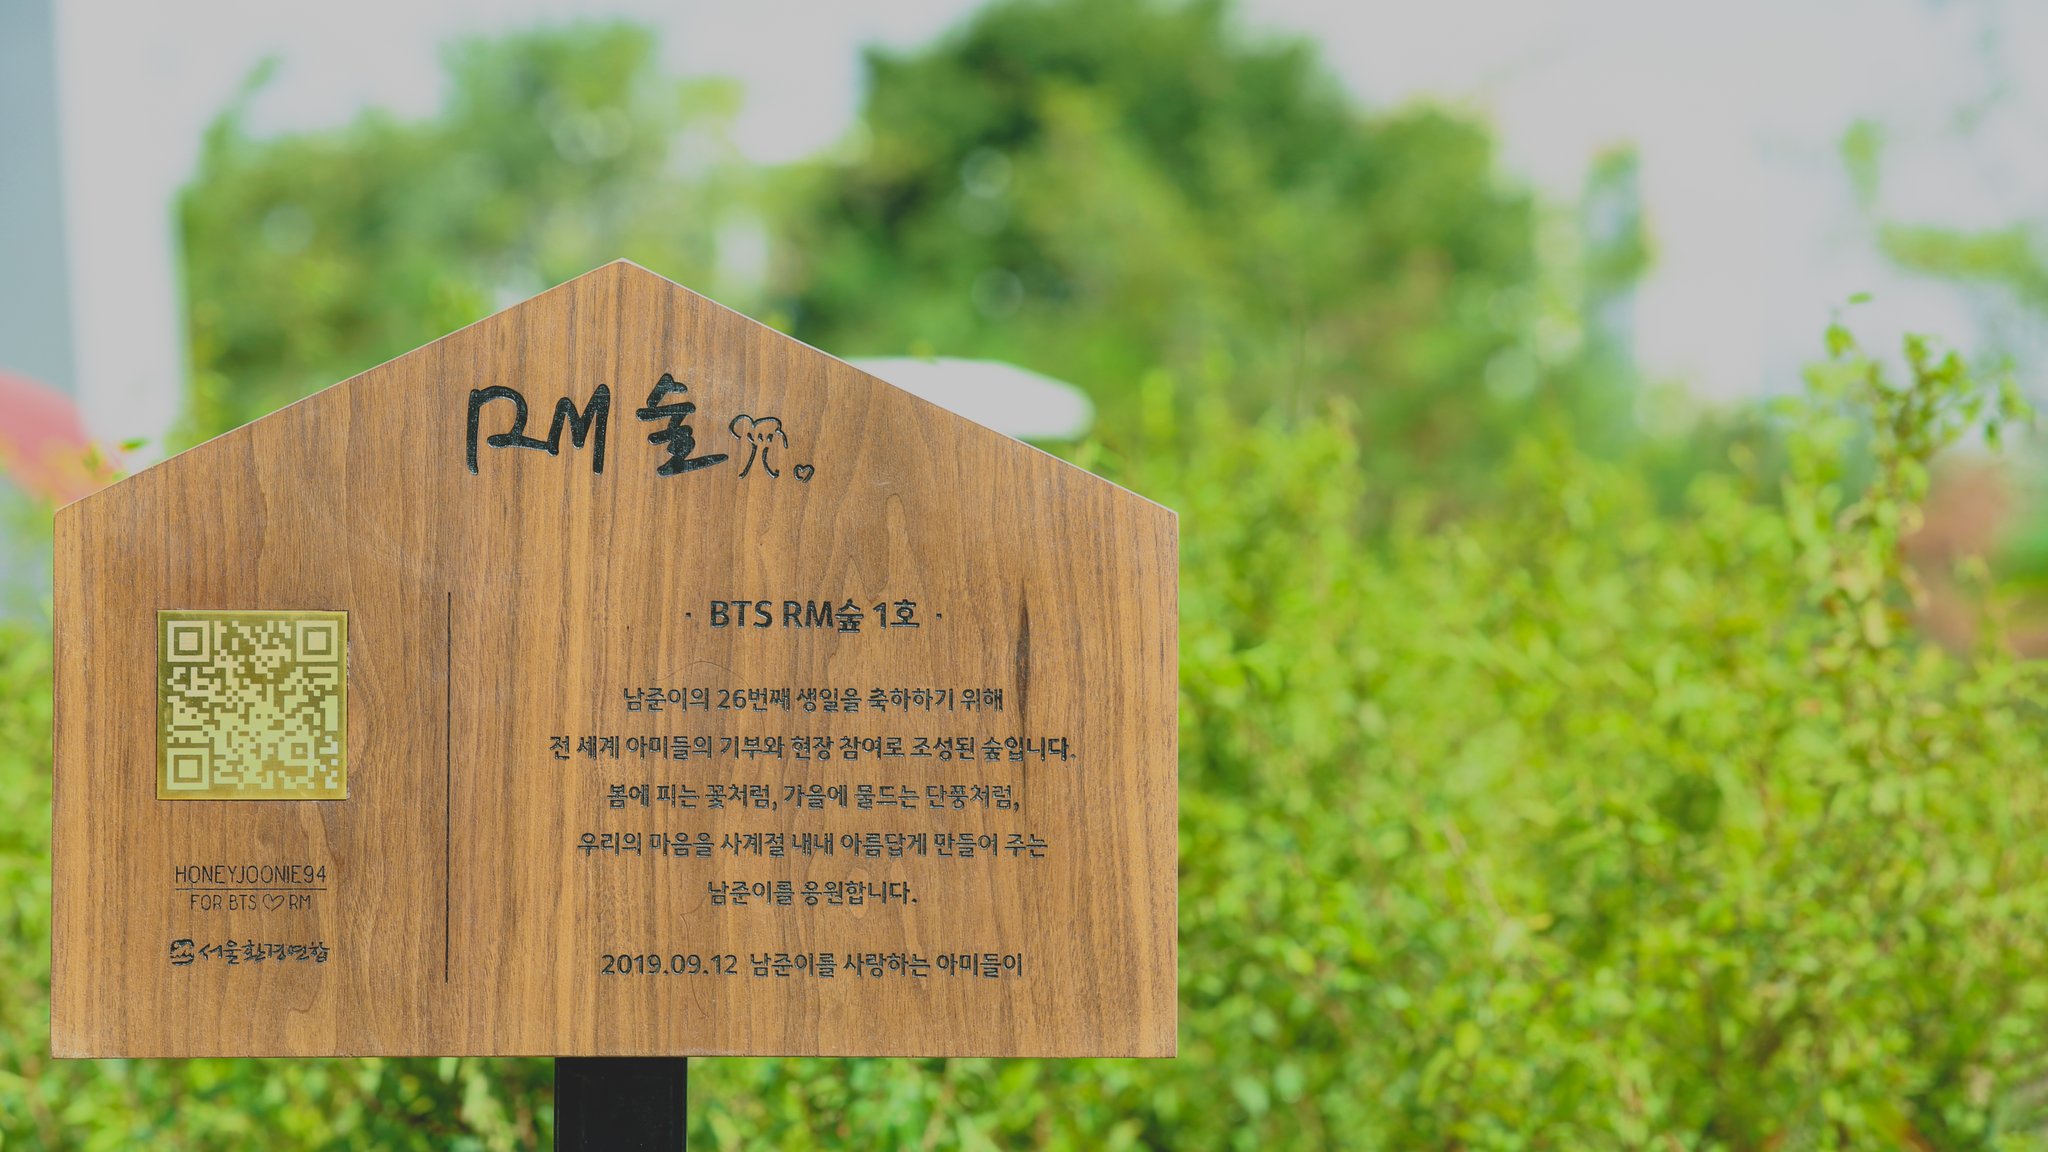 RM 숲
· BTS RM숲 1호 ·
남준이의 26번째 생일을 축하하기 위해
전 세계 아미들의 기부와 현장 참여로 조성된 숲입니다.
봄에 피는 꽃처럼, 가을에 물드는 단풍처럼,
우리의 마음을 사계절 내내 아름답게 만들어 주는
남준이를 응원합니다.
2019.09.12 남준이를 사랑하는 아미들이
HONEYJOONIE94
FOR BTS ♡ RM
서울환경연합